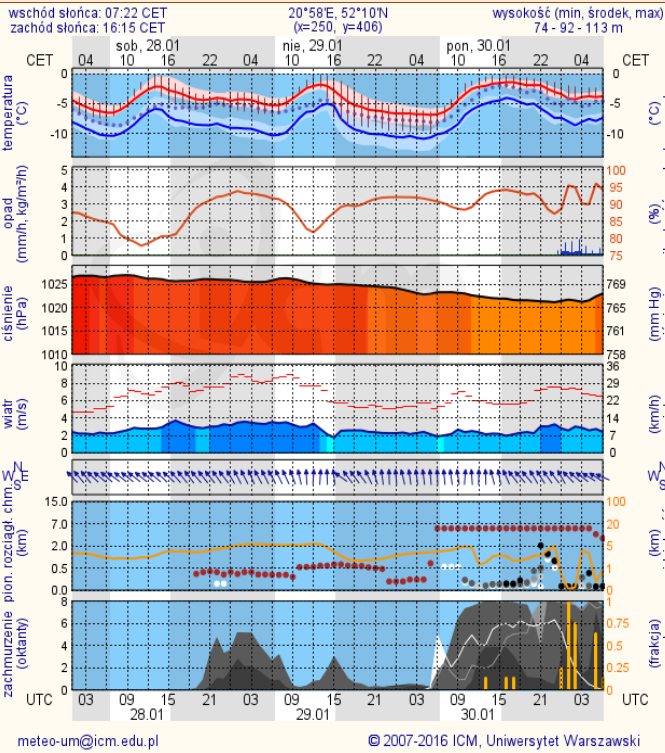 wschód słońca: 07:22 CET 20°58'E, 52°10'N wysokość (min, środek, max)
zachód słońca: 16:15 CET (x=250, y=406) 74 - 92 - 113 m
sob, 28.01 nie, 29.01 pon, 30.01
CET 04 10 16 22 04 10 16 22 04 10 16 22 04 CET
temperatura (°C)
0 0
-5 -5
-10 -10
(°C)
opad (mm/h, kg/m²/h)
5 100
4 95
3 90
2 85
1 80
0 75
(%)
ciśnienie (hPa)
1025 769
1020 765
1015 761
1010 758
(mm Hg)
wiatr (m/s)
10 36
8 29
6 22
4 14
2 7
0 0
(km/h)
N
W E
S
N
W
S
pion. rozciągł. chm. (km)
15.0 100
7.0 20
2.0 5
0.5 1
0.0 0
(km)
zachmurzenie (oktanty)
8 1
6 0.75
4 0.5
2 0.25
0 0
(frakcja)
UTC 03 09 15 21 03 09 15 21 03 09 15 21 03 UTC
28.01 29.01 30.01
meteo-um@icm.edu.pl © 2007-2016 ICM, Uniwersytet Warszawski